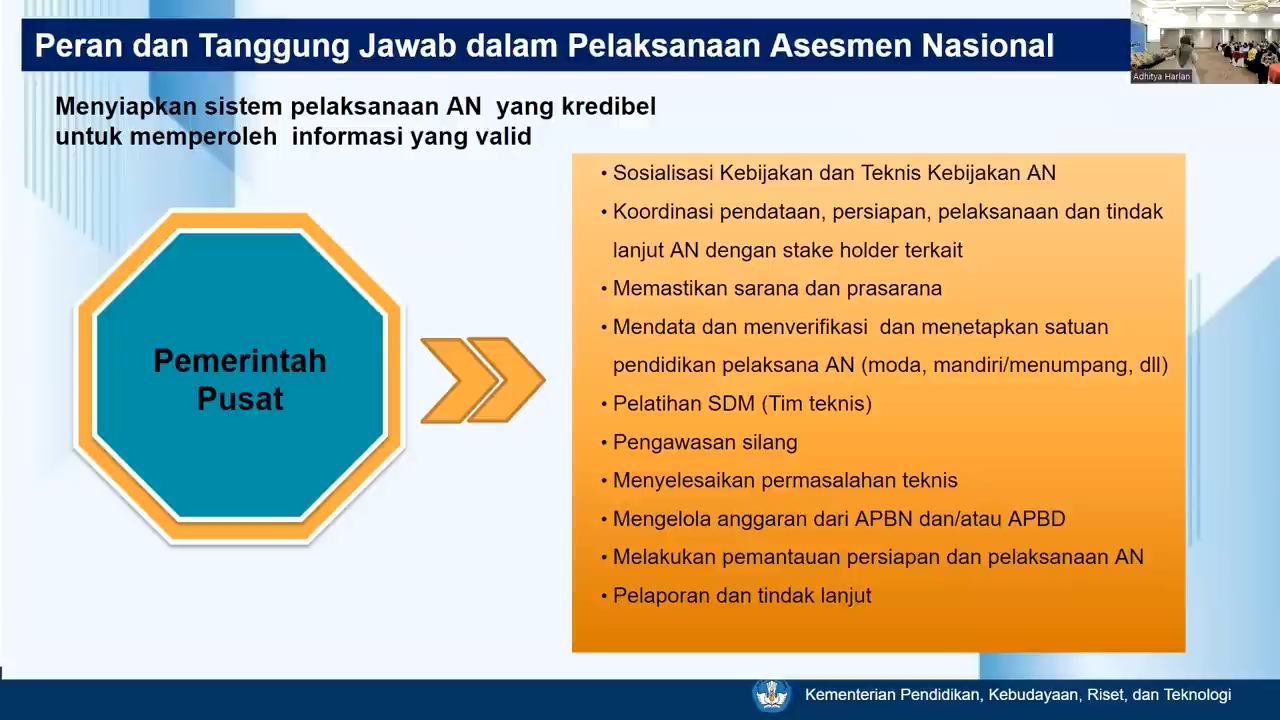 Peran dan Tanggung Jawab dalam Pelaksanaan Asesmen Nasional
Adhitya Harlan
Menyiapkan sistem pelaksanaan AN yang kredibel
untuk memperoleh informasi yang valid
Pemerintah
Pusat
• Sosialisasi Kebijakan dan Teknis Kebijakan AN
• Koordinasi pendataan, persiapan, pelaksanaan dan tindak
lanjut AN dengan stake holder terkait
• Memastikan sarana dan prasarana
• Mendata dan menverifikasi dan menetapkan satuan
pendidikan pelaksana AN (moda, mandiri/menumpang, dll)
• Pelatihan SDM (Tim teknis)
• Pengawasan silang
• Menyelesaikan permasalahan teknis
• Mengelola anggaran dari APBN dan/atau APBD
• Melakukan pemantauan persiapan dan pelaksanaan AN
• Pelaporan dan tindak lanjut
Kementerian Pendidikan, Kebudayaan, Riset, dan Teknologi